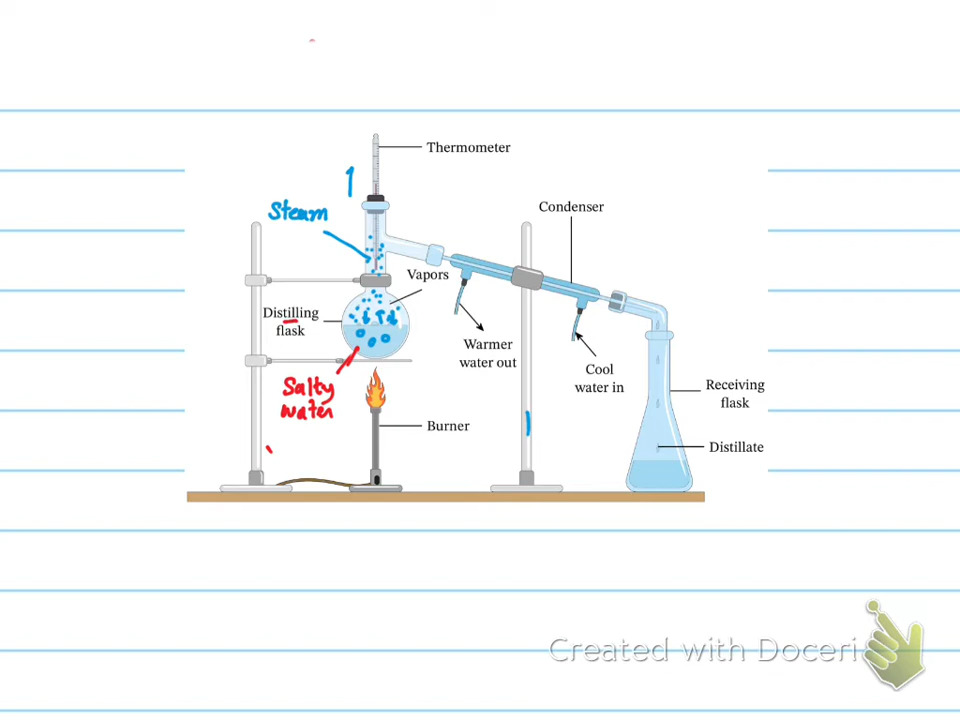 Thermometer
1
Steam
Condenser
Vapors
Distilling
flask
Warmer
water out
Cool
water in
Salty
water
Receiving
flask
Burner
Distillate
Created with Doceri